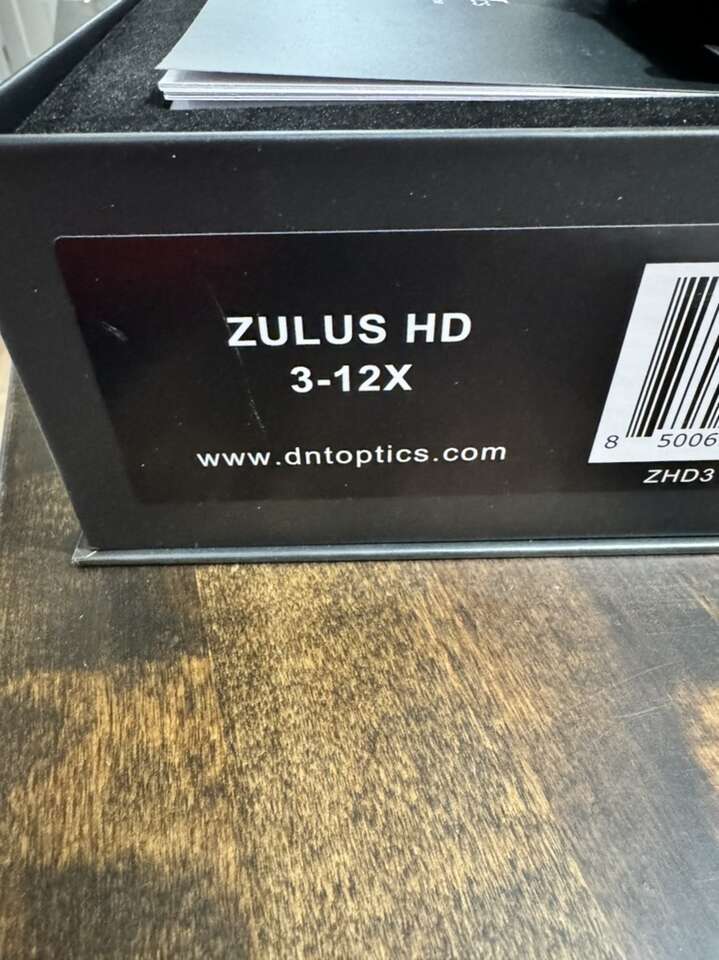 ZULUS HD
3-12X
www.dntoptics.com
8 5006
ZHD3